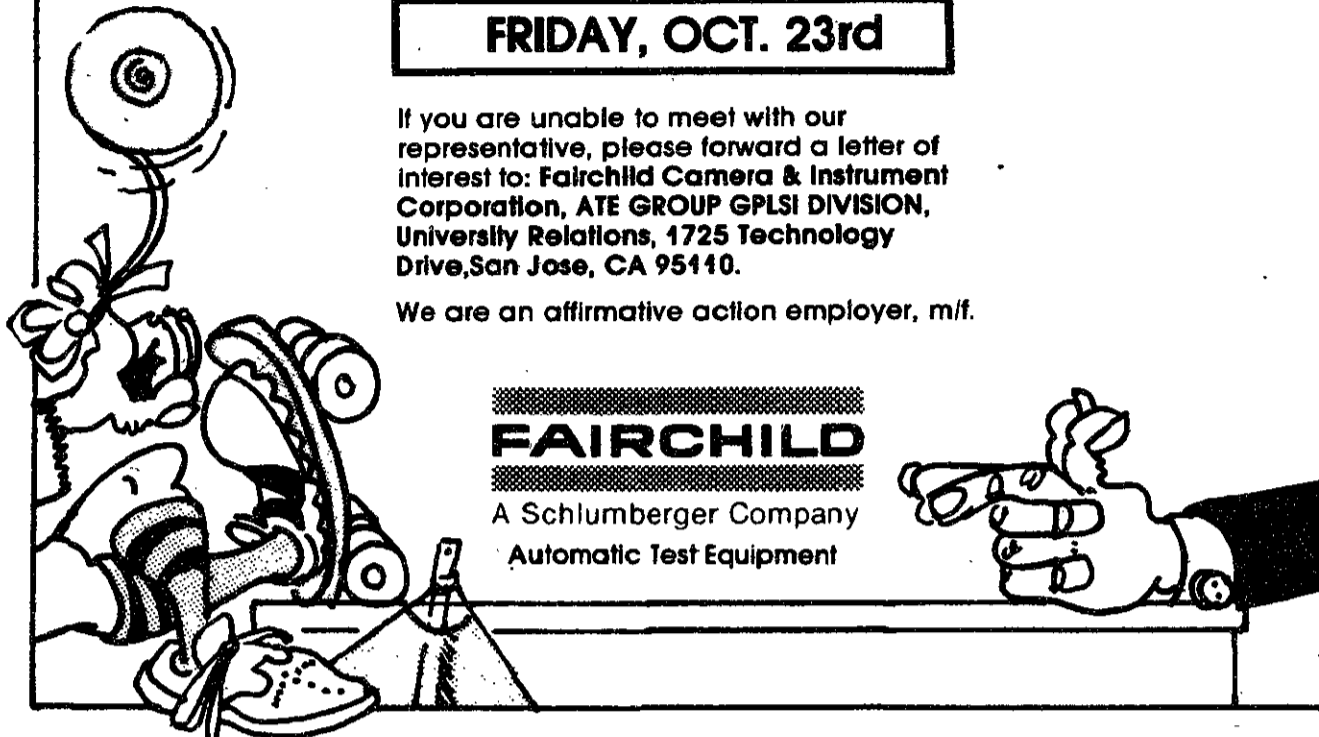 FRIDAY, OCT. 23rd
If you are unable to meet with our
representative, please forward a letter of
interest to: Fairchild Camera & Instrument
Corporation, ATE GROUP GPLSI DIVISION,
University Relations, 1725 Technology
Drive,San Jose, CA 95110.
We are an affirmative action employer, m/f.
FAIRCHILD
A Schlumberger Company
Automatic Test Equipment